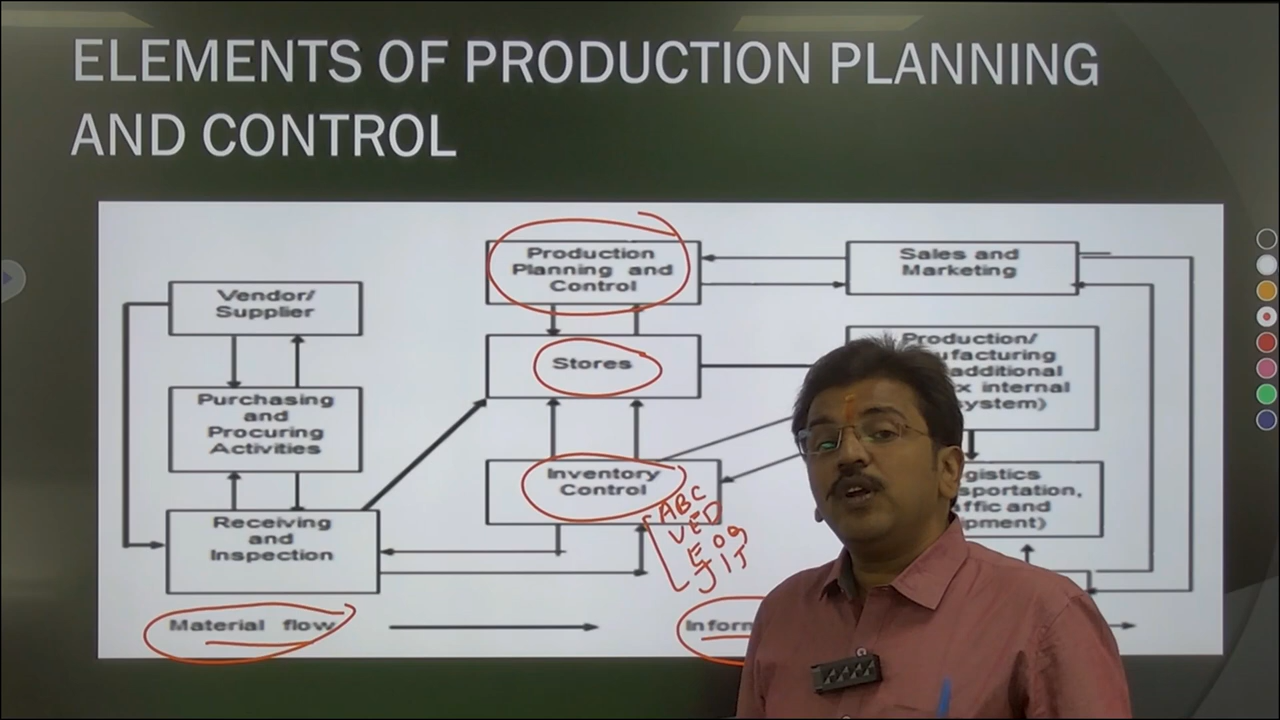 ELEMENTS OF PRODUCTION PLANNING
AND CONTROL
Vendor/
Supplier
Purchasing
and
Procuring
Activities
Receiving
and
Inspection
Production
Planning and
Control
Stores
Inventory
Control
ABC
VED
EOQ
JIT
Sales and
Marketing
Production/
internal
Material flow